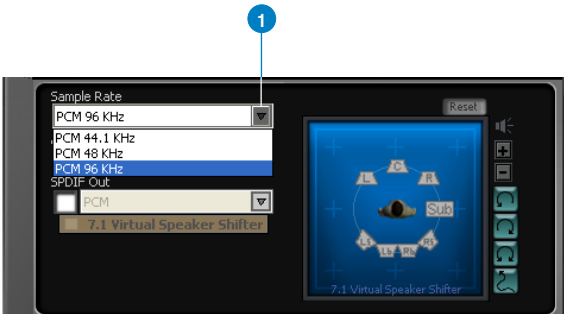 1
Sample Rate
PCM 96 KHz
PCM 44.1 KHz
PCM 48 KHz
PCM 96 KHz
SPDIF Out
PCM
7.1 Virtual Speaker Shifter
Reset
C
L
R
Sub
Ls
Lb
Rb
Rs
7.1 Virtual Speaker Shifter